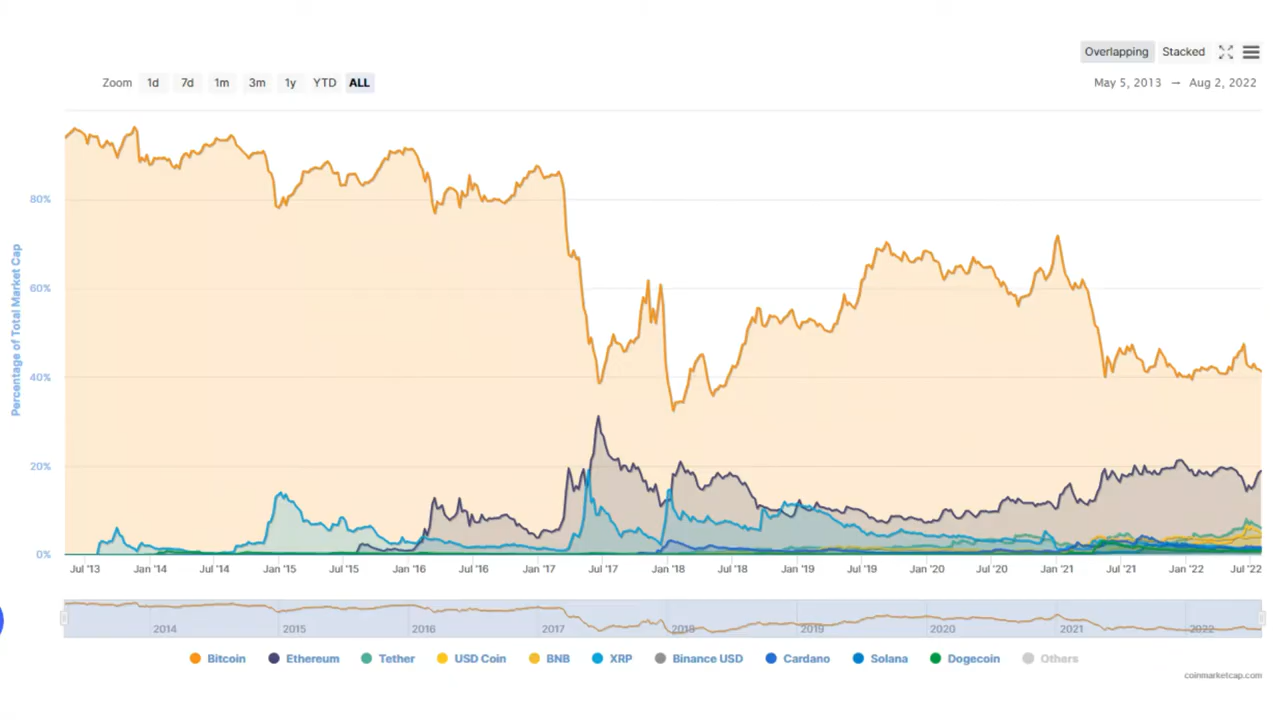 Overlapping Stacked
Zoom 1d 7d 1m 3m 1y YTD ALL
May 5, 2013 → Aug 2, 2022
Percentage of Total Market Cap
80%
60%
40%
20%
0%
Jul '13 Jan '14 Jul '14 Jan '15 Jul '15 Jan '16 Jul '16 Jan '17 Jul '17 Jan '18 Jul '18 Jan '19 Jul '19 Jan '20 Jul '20 Jan '21 Jul '21 Jan '22 Jul '22
2014 2015 2016 2017 2018 2019 2020 2021 2022
Bitcoin Ethereum Tether USD Coin BNB XRP Binance USD Cardano Solana Dogecoin Others
coinmarketcap.com